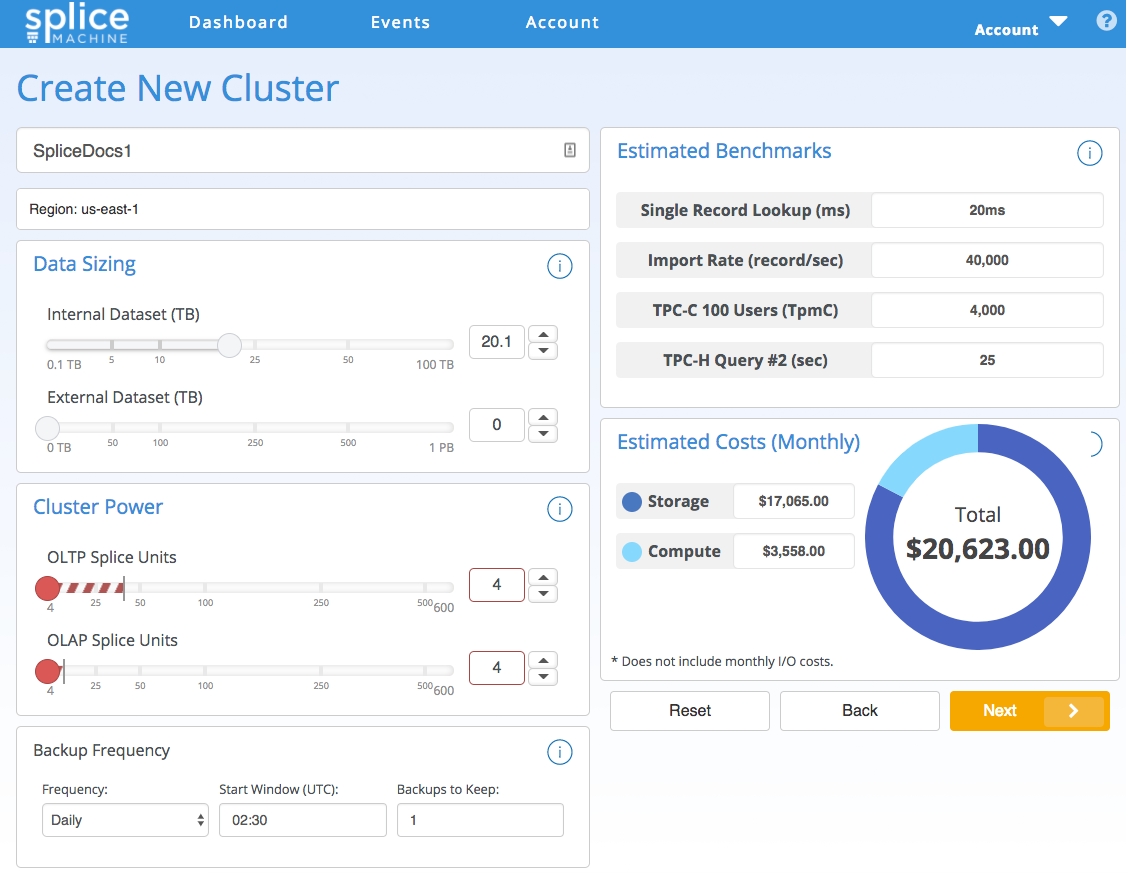 splice MACHINE
Dashboard Events Account
Account ?
Create New Cluster
SpliceDocs1
Region: us-east-1
Data Sizing i
Internal Dataset (TB)
20.1
0.1 TB 5 10 25 50 100 TB
External Dataset (TB)
0
0 TB 50 100 250 500 1 PB
Cluster Power i
OLTP Splice Units
4
4 25 50 100 250 500 600
OLAP Splice Units
4
4 25 50 100 250 500 600
Backup Frequency i
Frequency: Start Window (UTC): Backups to Keep:
Daily 02:30 1
Estimated Benchmarks i
Single Record Lookup (ms) 20ms
Import Rate (record/sec) 40,000
TPC-C 100 Users (TpmC) 4,000
TPC-H Query #2 (sec) 25
Estimated Costs (Monthly)
Storage $17,065.00
Compute $3,558.00
Total
$20,623.00
* Does not include monthly I/O costs.
Reset Back Next